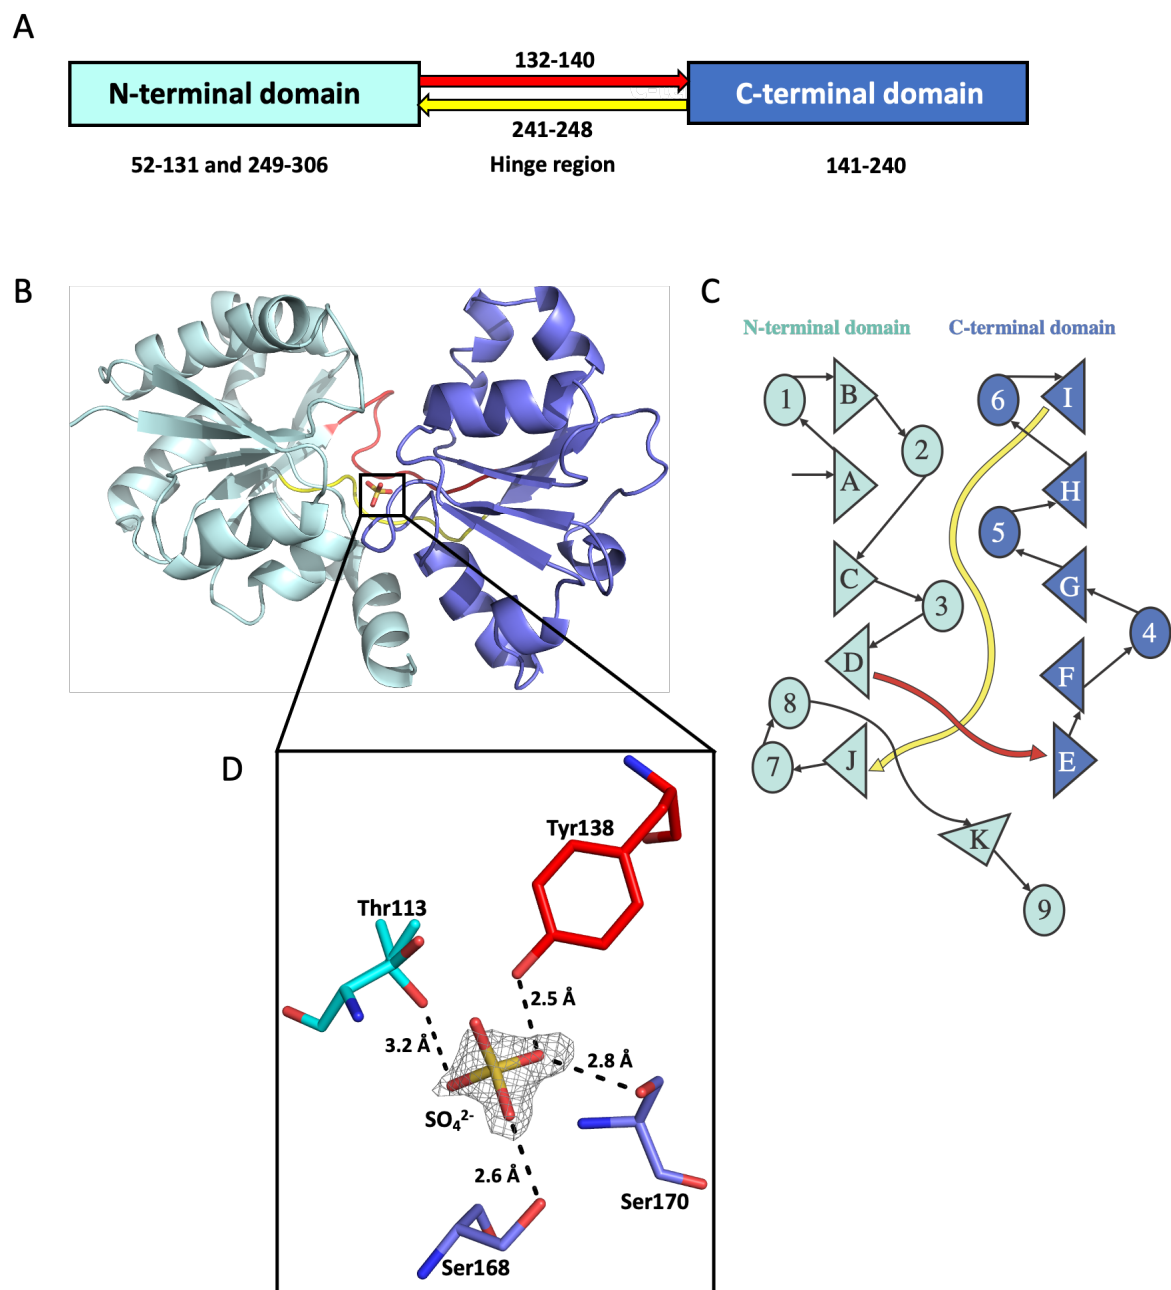 A
132-140
N-terminal domain
C-terminal domain
241-248
52-131 and 249-306
Hinge region
141-240
B
C
N-terminal domain
C-terminal domain
1
B
6
I
2
A
H
5
C
G
3
4
D
F
8
7
J
E
K
9
D
Tyr138
Thr113
2.5 Å
3.2 Å
2.8 Å
SO₄²⁻
2.6 Å
Ser170
Ser168